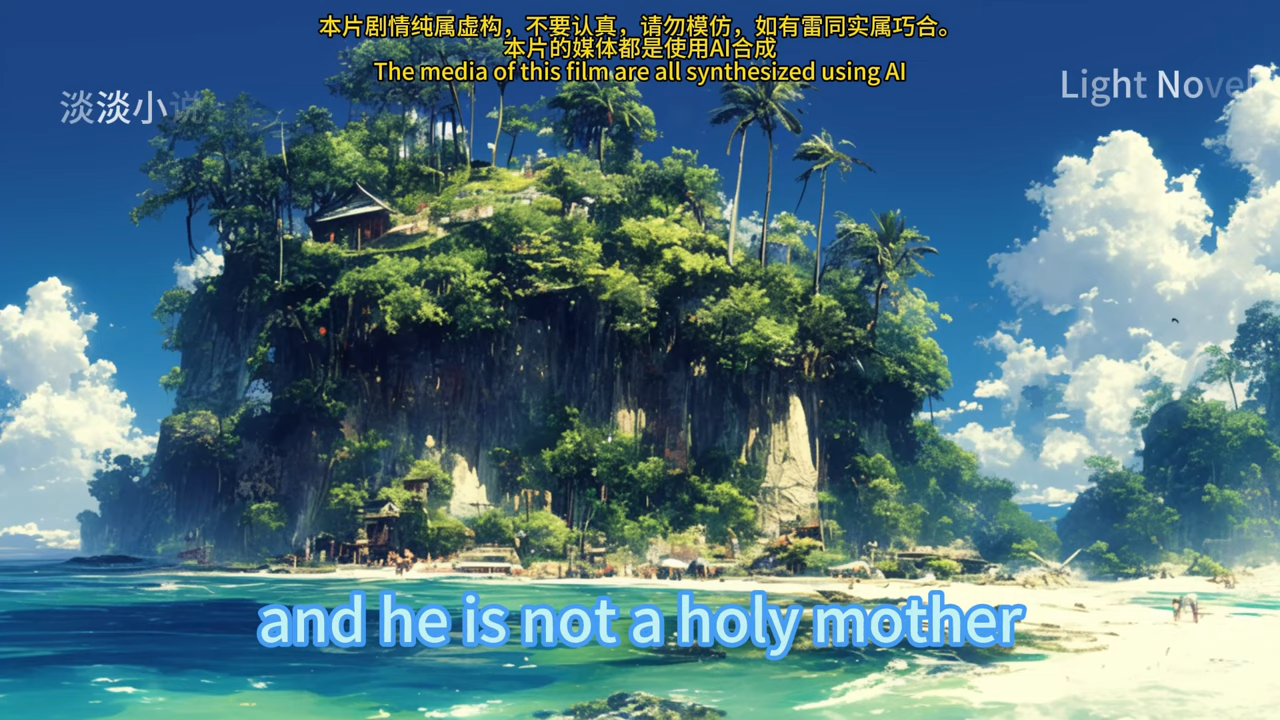 本片剧情纯属虚构，不要认真，请勿模仿，如有雷同实属巧合。
本片的媒体都是使用AI合成
The media of this film are all synthesized using AI
淡淡小说
Light Novel
and he is not a holy mother